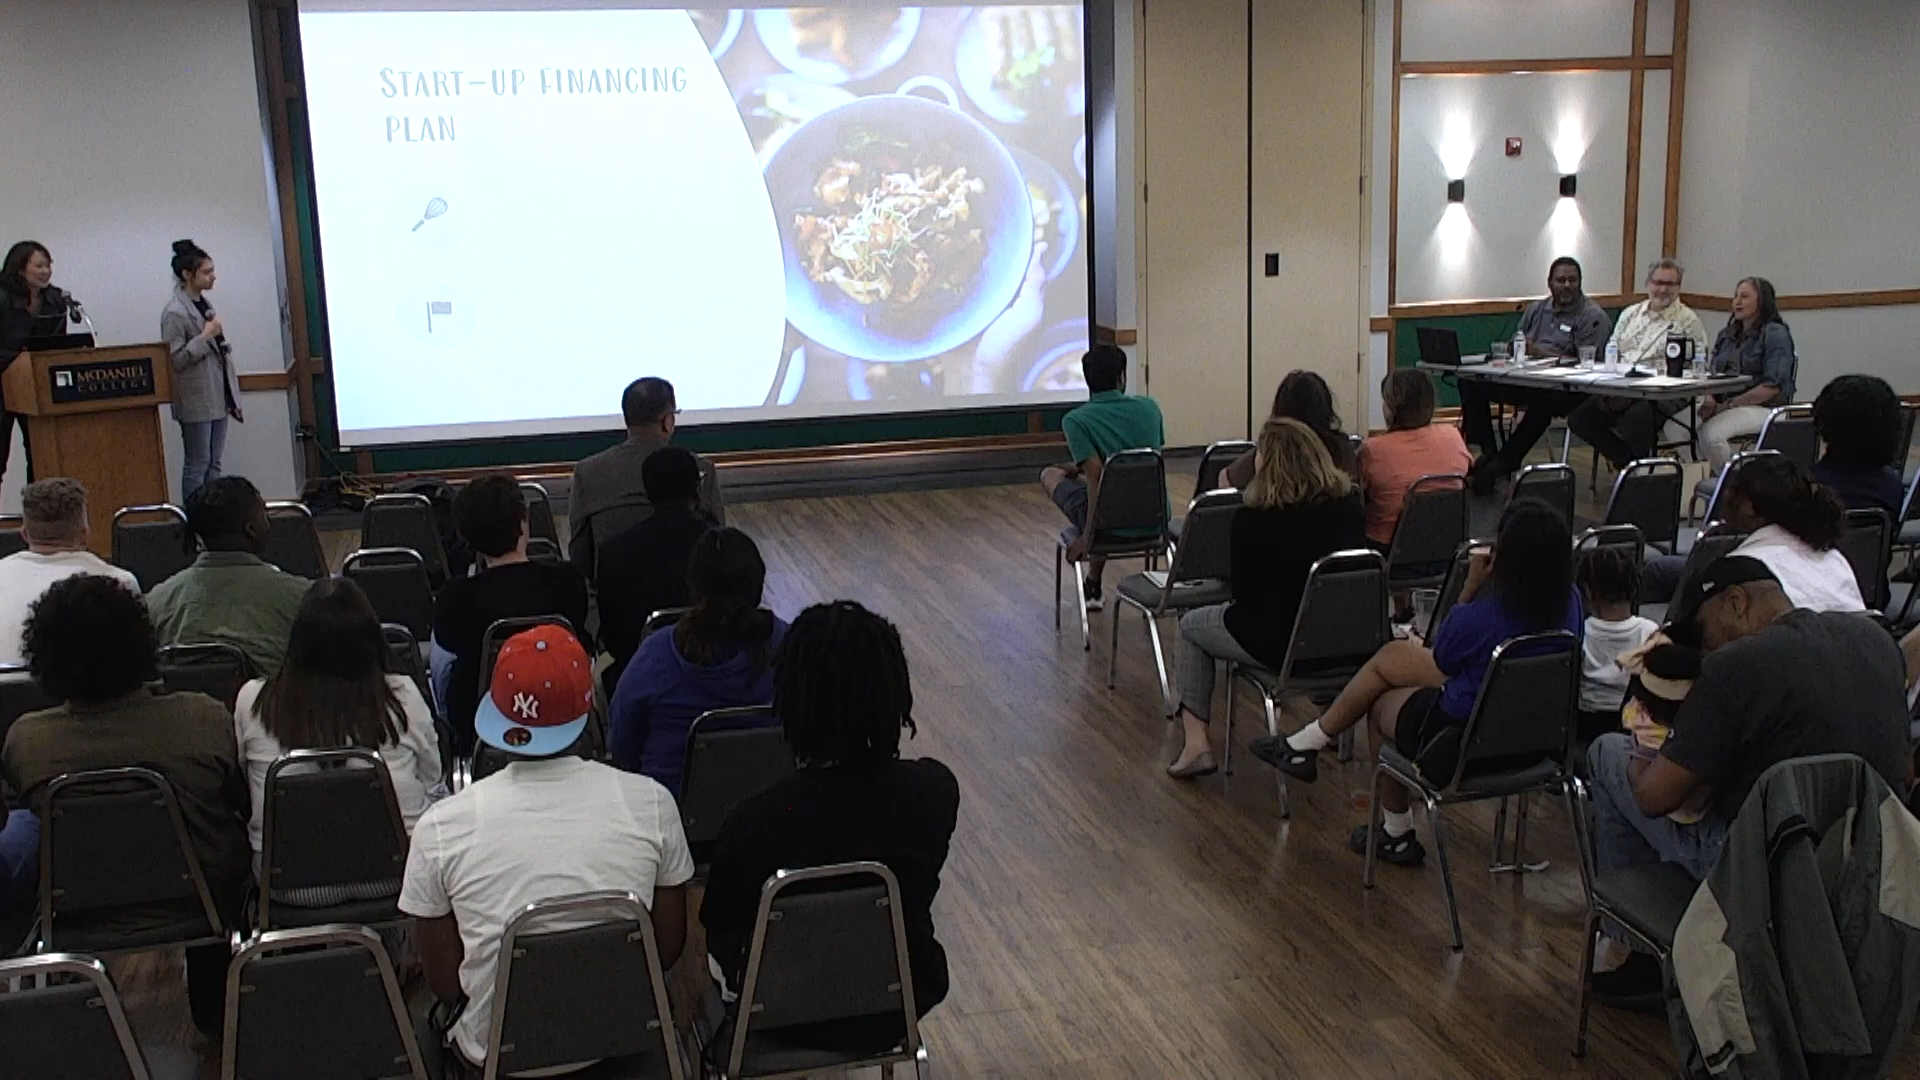 START-UP FINANCING
PLAN
MCDANIEL
COLLEGE
NY